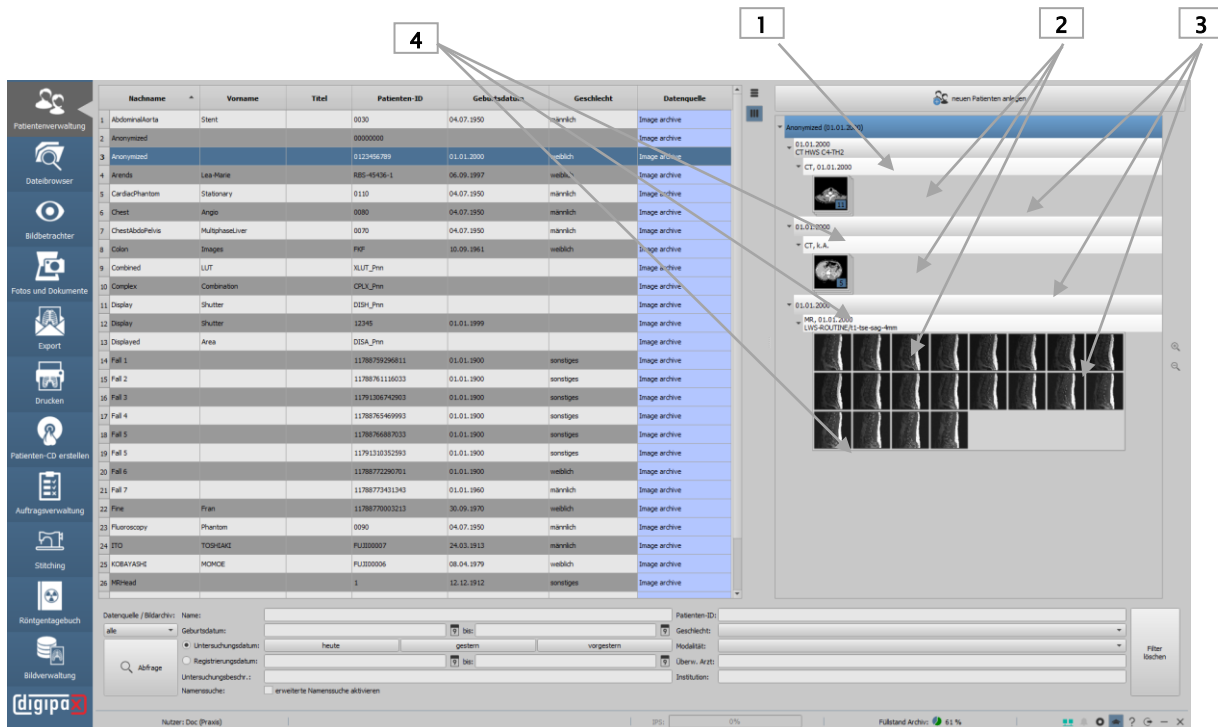 1
2
3
4
Patientenverwaltung
Dateibrowser
Bildbetrachter
Fotos und Dokumente
Export
Drucken
Patienten-CD erstellen
Auftragsverwaltung
Stitching
Röntgentagebuch
Bildverwaltung
digipax
Nachname Vorname Titel Patienten-ID Geburtsdatum Geschlecht Datenquelle
1 AbdominalAorta Stent 0030 04.07.1950 männlich Image archive
2 Anonymized 00000000 Image archive
3 Anonymized 0123456789 01.01.2000 weiblich Image archive
4 Arends Lea-Marie RBS-45436-1 06.09.1997 weiblich Image archive
5 CardiacPhantom Stationary 0110 04.07.1950 männlich Image archive
6 Chest Angio 0080 04.07.1950 männlich Image archive
7 ChestAbdoPelvis MultiphaseLiver 0070 04.07.1950 männlich Image archive
8 Colon Images PKF 10.09.1961 weiblich Image archive
9 Combined LUT XLUT_Pnn Image archive
10 Complex Combination CPLX_Pnn Image archive
11 Display Shutter DISH_Pnn Image archive
12 Display Shutter 12345 01.01.1999 Image archive
13 Displayed Area DISA_Pnn Image archive
14 Fall 1 11788759296811 01.01.1900 sonstiges Image archive
15 Fall 2 11788761116033 01.01.1900 sonstiges Image archive
16 Fall 3 11791306742903 01.01.1900 sonstiges Image archive
17 Fall 4 11788765469993 01.01.1900 sonstiges Image archive
18 Fall 5 11788766887033 01.01.1900 sonstiges Image archive
19 Fall 5 11791310352593 01.01.1900 sonstiges Image archive
20 Fall 6 11788772290701 01.01.1900 weiblich Image archive
21 Fall 7 11788773431343 01.01.1960 männlich Image archive
22 Fine Fran 11788770003213 30.09.1970 weiblich Image archive
23 Fluoroscopy Phantom 0090 04.07.1950 männlich Image archive
24 ITO TOSHIAKI FUJI00007 24.03.1913 männlich Image archive
25 KOBAYASHI MOMOE FUJI00006 08.04.1979 weiblich Image archive
26 MRHead 1 12.12.1912 sonstiges Image archive
neuen Patienten anlegen
Anonymized (01.01.2000)
01.01.2000
CT HWS C4-TH2
CT, 01.01.2000
11
01.01.2000
CT, k.A.
5
01.01.2000
MR, 01.01.2000
LWS-ROUTINE/t1-tse-sag-4mm
Datenquelle / Bildarchiv: Name: Patienten-ID:
alle Geburtsdatum: 9 bis: 9 Geschlecht:
Untersuchungsdatum: heute gestern vorgestern Modalität:
Abfrage Registrierungsdatum: 9 bis: 9 Überw. Arzt:
Untersuchungsbeschr.: Institution:
Namenssuche: erweiterte Namenssuche aktivieren
Filter
löschen
Nutzer: Doc (Praxis) IPS: 0% Füllstand Archiv: 61 %